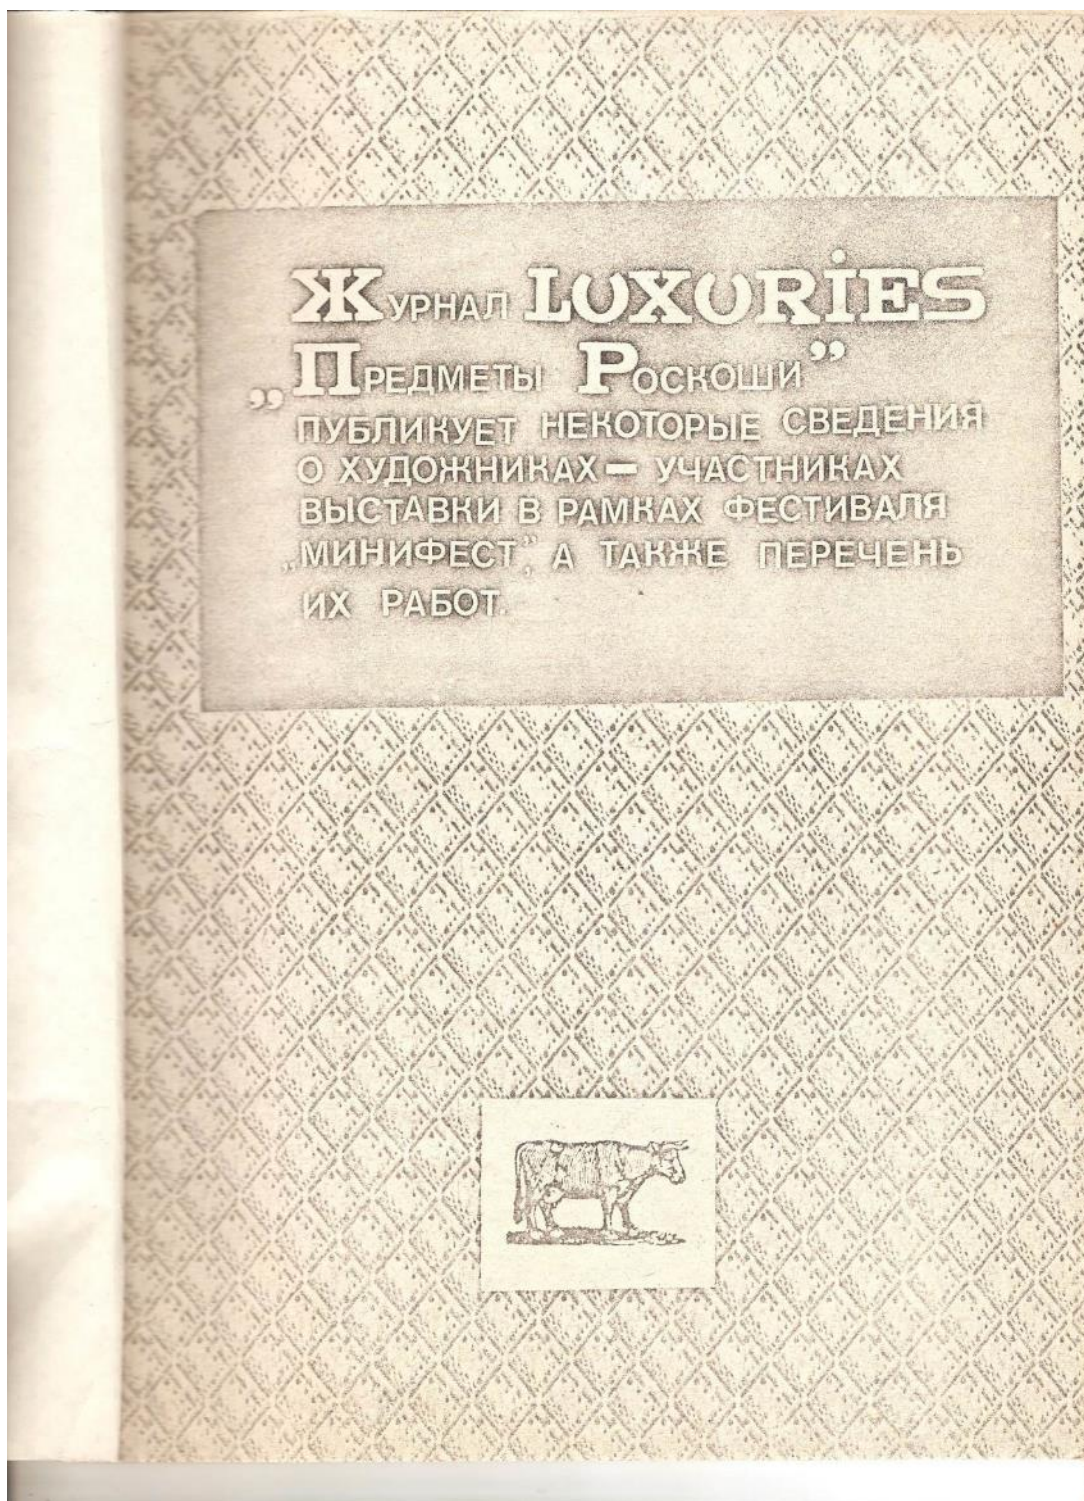 Журнал LUXURiES
„Предметы Роскоши”
ПУБЛИКУЕТ НЕКОТОРЫЕ СВЕДЕНИЯ
О ХУДОЖНИКАХ — УЧАСТНИКАХ
ВЫСТАВКИ В РАМКАХ ФЕСТИВАЛЯ
„МИНИФЕСТ”, А ТАКЖЕ ПЕРЕЧЕНЬ
ИХ РАБОТ.